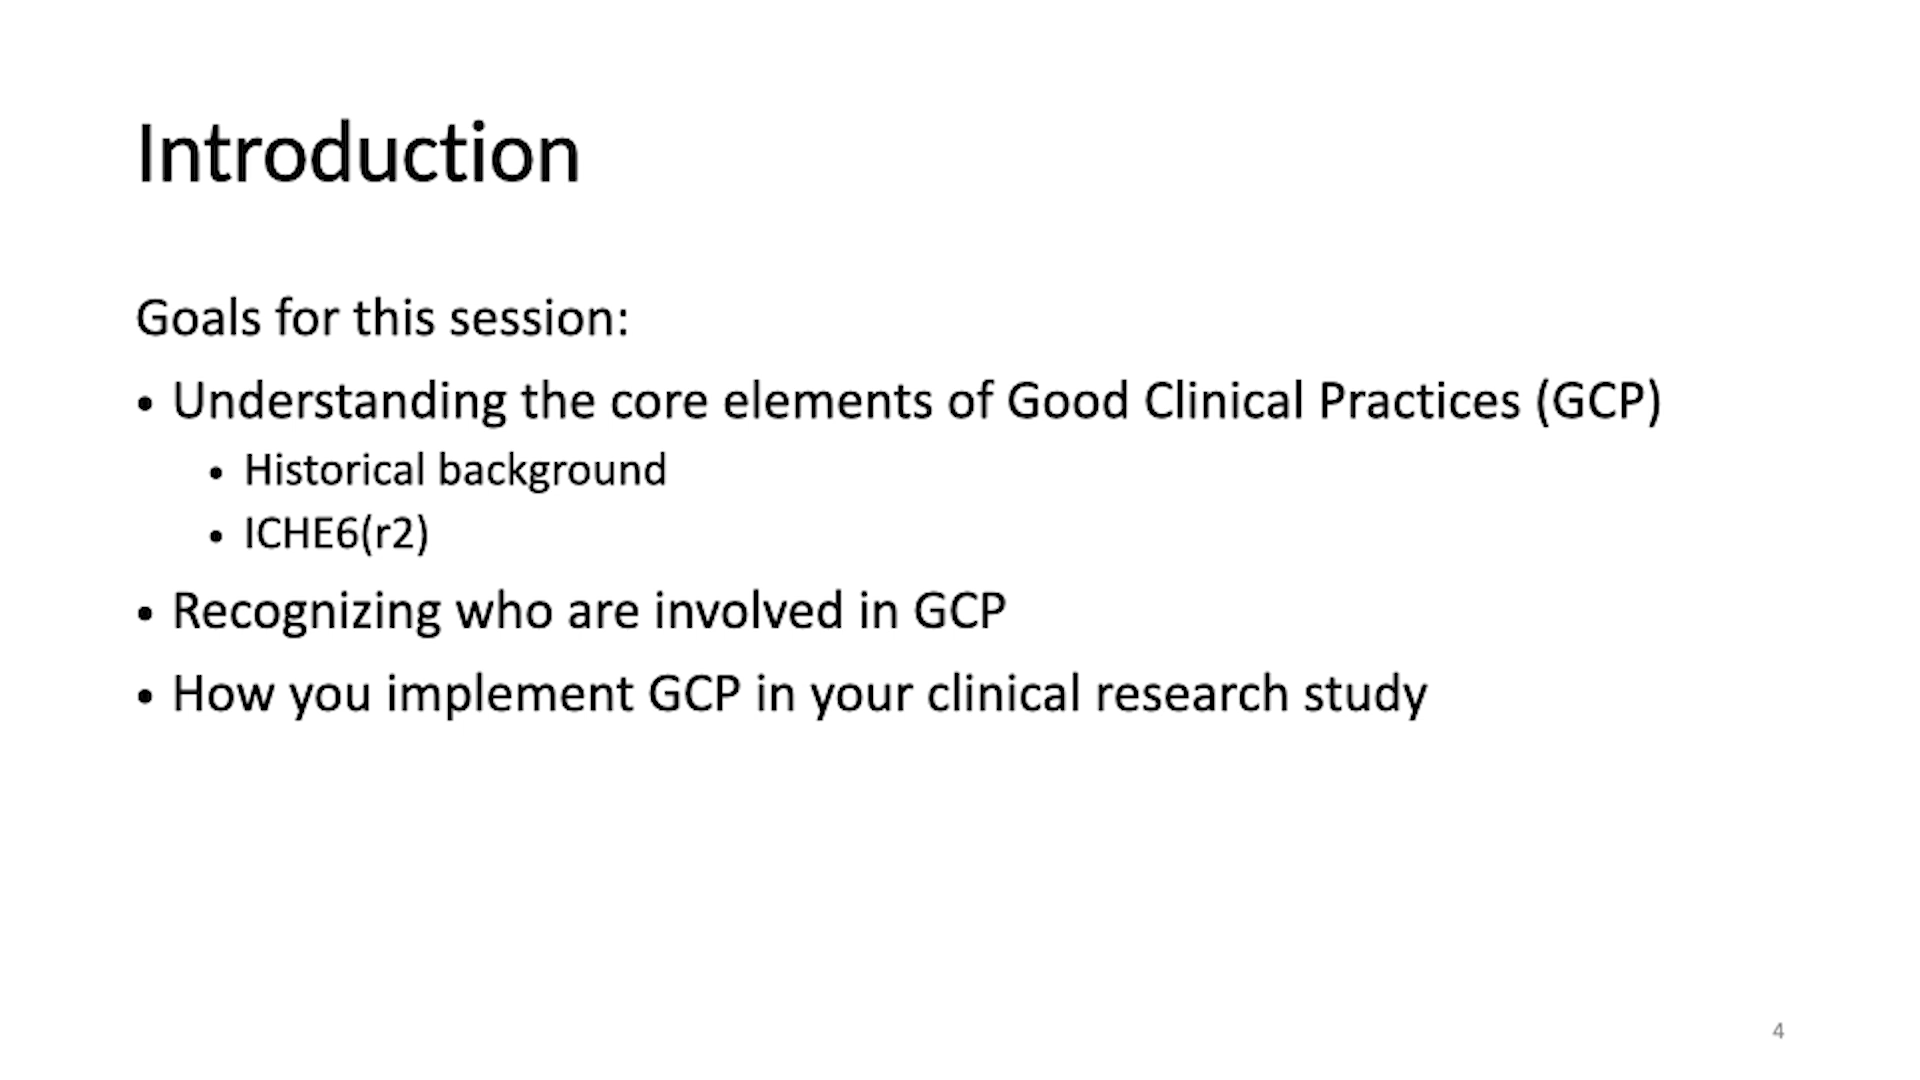 Introduction
Goals for this session:
• Understanding the core elements of Good Clinical Practices (GCP)
• Historical background
• ICHE6(r2)
• Recognizing who are involved in GCP
• How you implement GCP in your clinical research study
4